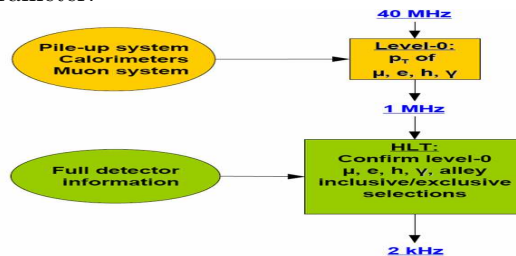 40 MHz
Pile-up system
Calorimeters
Muon system
Level-0:
pT of
μ, e, h, γ
1 MHz
HLT:
Confirm level-0
μ, e, h, γ, alley
inclusive/exclusive
selections
Full detector
information
2 kHz